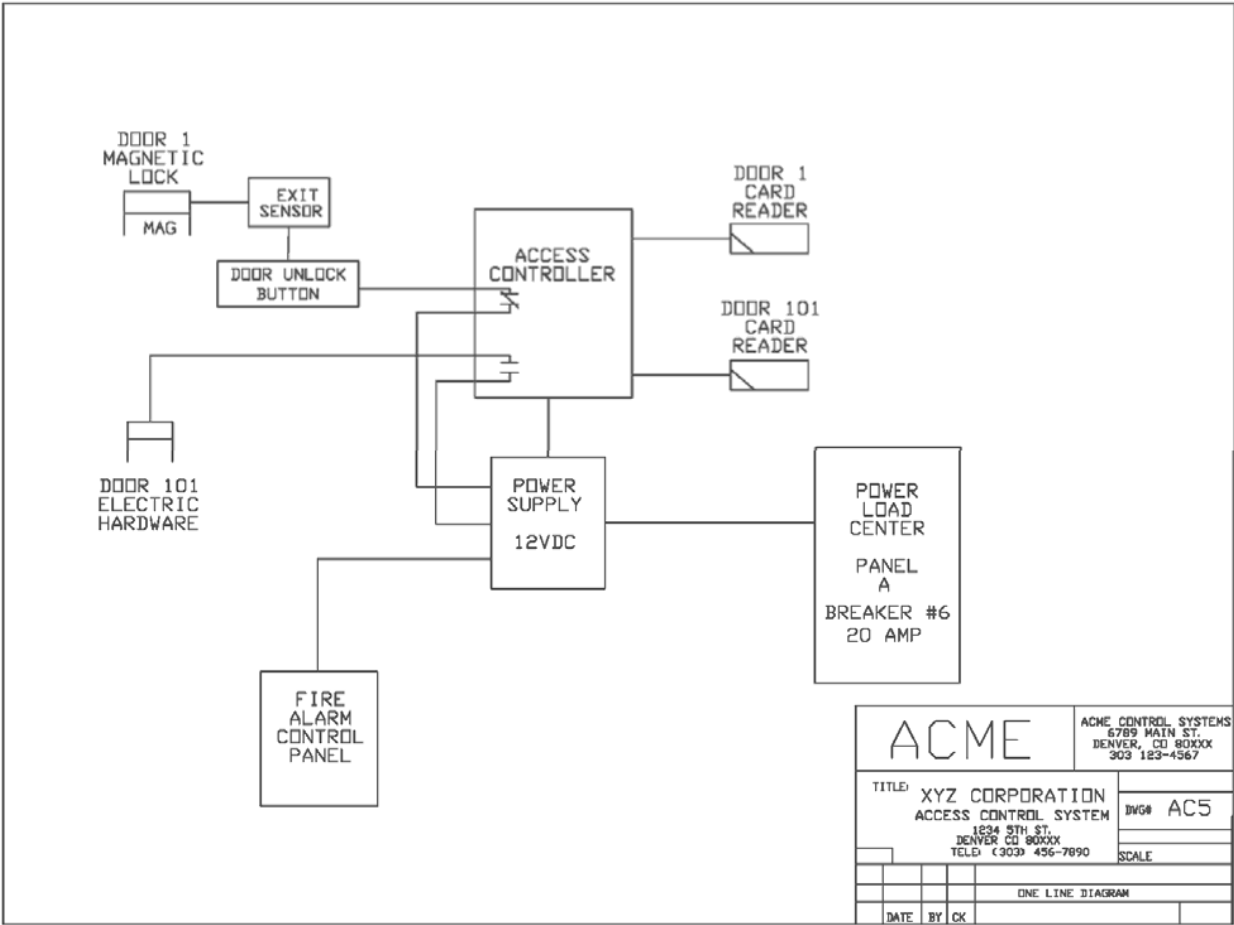 DOOR 1
MAGNETIC
LOCK
MAG
EXIT
SENSOR
DOOR UNLOCK
BUTTON
ACCESS
CONTROLLER
DOOR 1
CARD
READER
DOOR 101
CARD
READER
DOOR 101
ELECTRIC
HARDWARE
POWER
SUPPLY
12VDC
POWER
LOAD
CENTER
PANEL
A
BREAKER #6
20 AMP
FIRE
ALARM
CONTROL
PANEL
ACME
ACME CONTROL SYSTEMS
6789 MAIN ST.
DENVER, CO 80XXX
303 123-4567
TITLE:
XYZ CORPORATION
ACCESS CONTROL SYSTEM
1234 5TH ST.
DENVER CO 80XXX
TELE: (303) 456-7890
DWG# AC5
SCALE
ONE LINE DIAGRAM
DATE BY CK